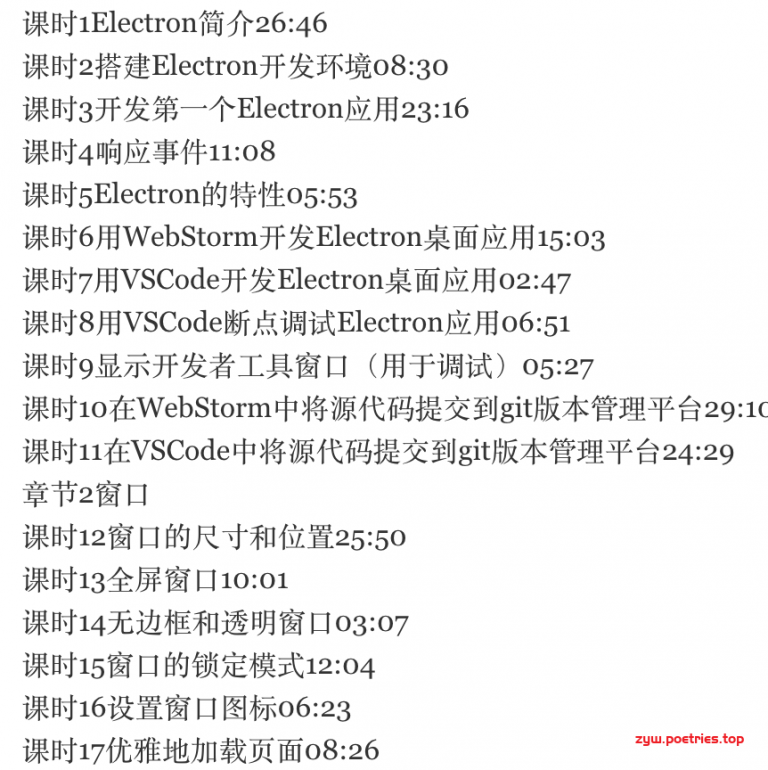 课时1Electron简介26:46
课时2搭建Electron开发环境08:30
课时3开发第一个Electron应用23:16
课时4响应事件11:08
课时5Electron的特性05:53
课时6用WebStorm开发Electron桌面应用15:03
课时7用VSCode开发Electron桌面应用02:47
课时8用VSCode断点调试Electron应用06:51
课时9显示开发者工具窗口（用于调试）05:27
课时10在WebStorm中将源代码提交到git版本管理平台29:10
课时11在VSCode中将源代码提交到git版本管理平台24:29
章节2窗口
课时12窗口的尺寸和位置25:50
课时13全屏窗口10:01
课时14无边框和透明窗口03:07
课时15窗口的锁定模式12:04
课时16设置窗口图标06:23
课时17优雅地加载页面08:26
zyw.poetries.top